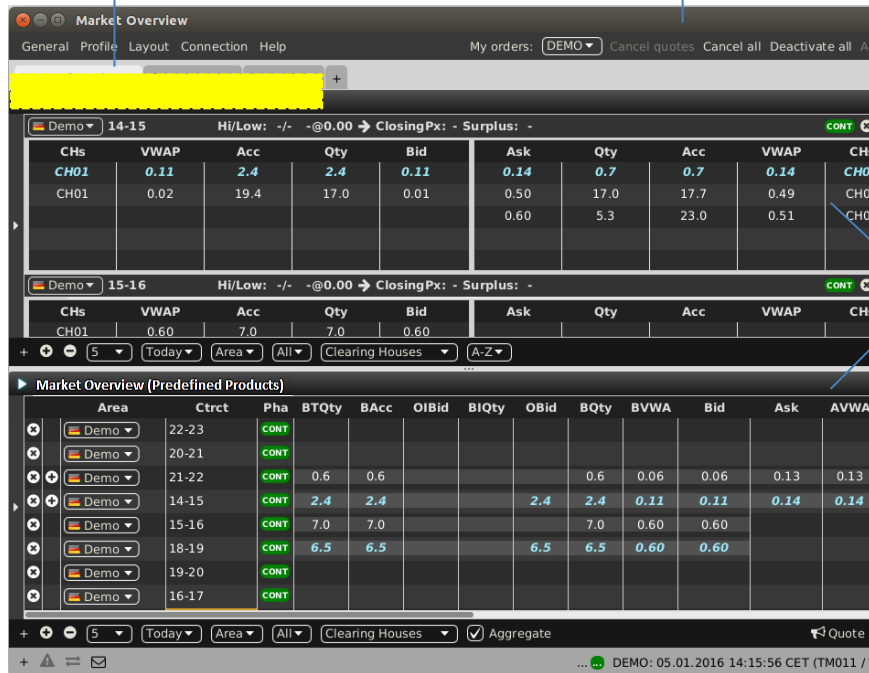 Market Overview
General Profile Layout Connection Help My orders: DEMO Cancel quotes Cancel all Deactivate all A
+
Demo 14-15 Hi/Low: -/- -@0.00 ClosingPx: - Surplus: - CONT
CHs VWAP Acc Qty Bid Ask Qty Acc VWAP CH
CH01 0.11 2.4 2.4 0.11 0.14 0.7 0.7 0.14 CH0
CH01 0.02 19.4 17.0 0.01 0.50 17.0 17.7 0.49 CH0
0.60 5.3 23.0 0.51 CH0
Demo 15-16 Hi/Low: -/- -@0.00 ClosingPx: - Surplus: - CONT
CHs VWAP Acc Qty Bid Ask Qty Acc VWAP CH
CH01 0.60 7.0 7.0 0.60
+ 5 Today Area All Clearing Houses A-Z
Market Overview (Predefined Products)
Area Ctrct Pha BTQty BAcc OIBid BIQty OBid BQty BVWA Bid Ask AVWA
Demo 22-23 CONT
Demo 20-21 CONT
Demo 21-22 CONT 0.6 0.6 0.6 0.06 0.06 0.13 0.13
Demo 14-15 CONT 2.4 2.4 2.4 2.4 0.11 0.11 0.14 0.14
Demo 15-16 CONT 7.0 7.0 7.0 0.60 0.60
Demo 18-19 CONT 6.5 6.5 6.5 6.5 0.60 0.60
Demo 19-20 CONT
Demo 16-17 CONT
+ 5 Today Area All Clearing Houses Aggregate Quote
+ ... DEMO: 05.01.2016 14:15:56 CET (TM011 /